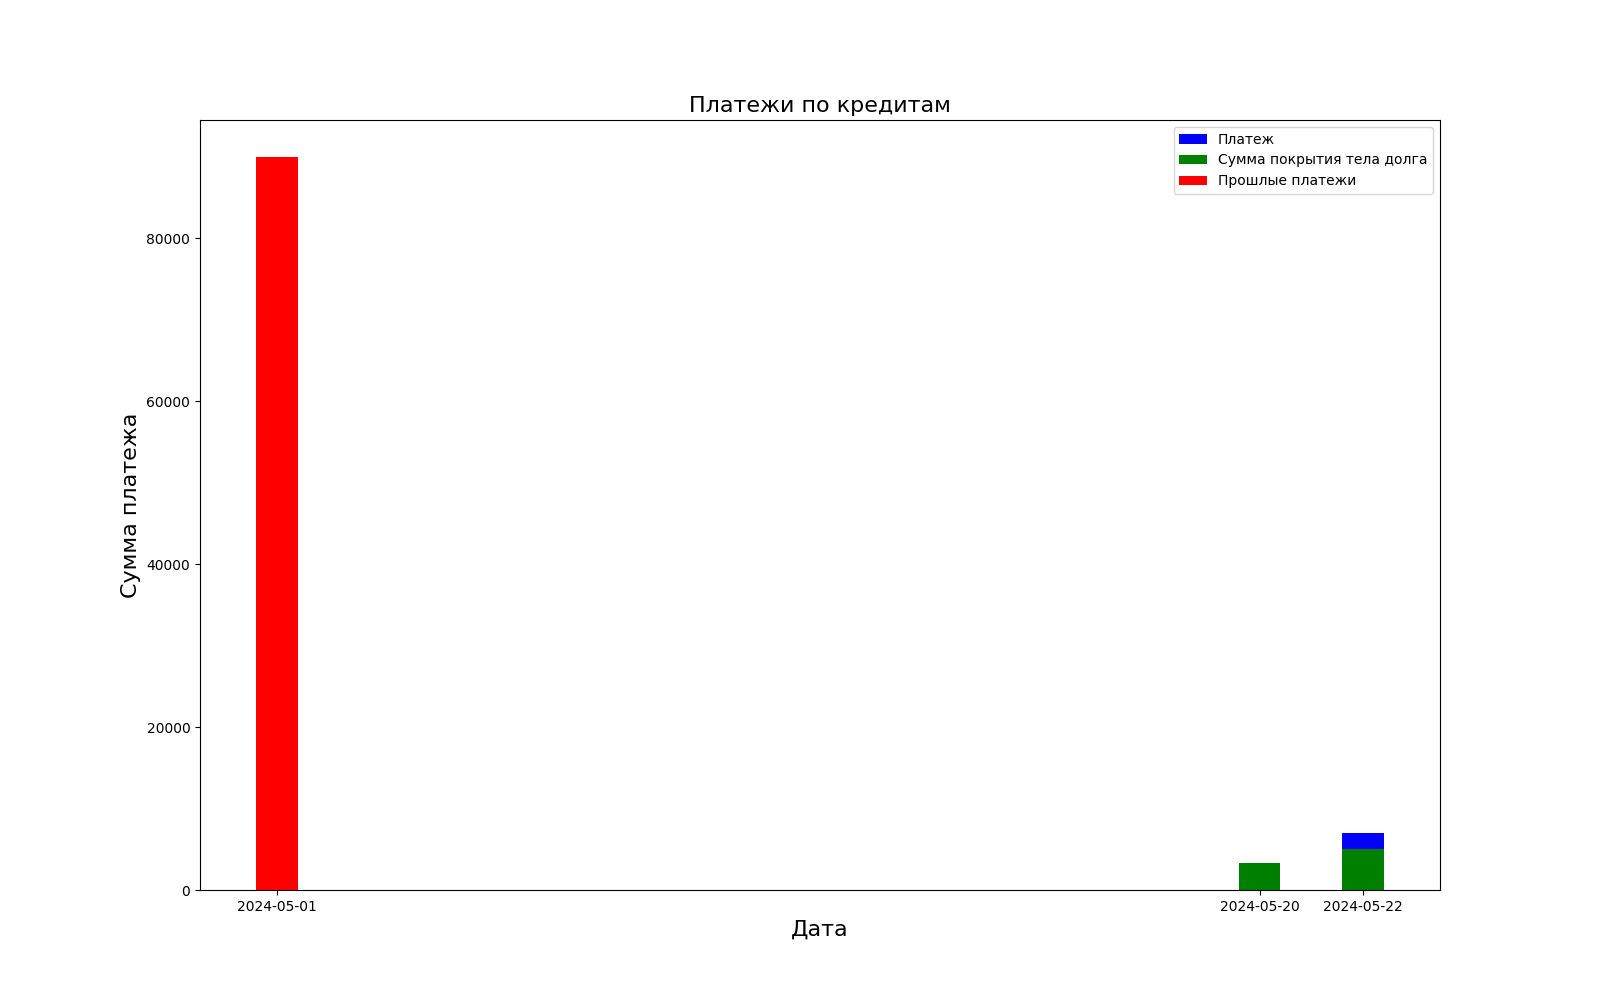 Платежи по кредитам
Платеж
Сумма покрытия тела долга
Прошлые платежи
Сумма платежа
80000
60000
40000
20000
0
2024-05-01 2024-05-20 2024-05-22
Дата